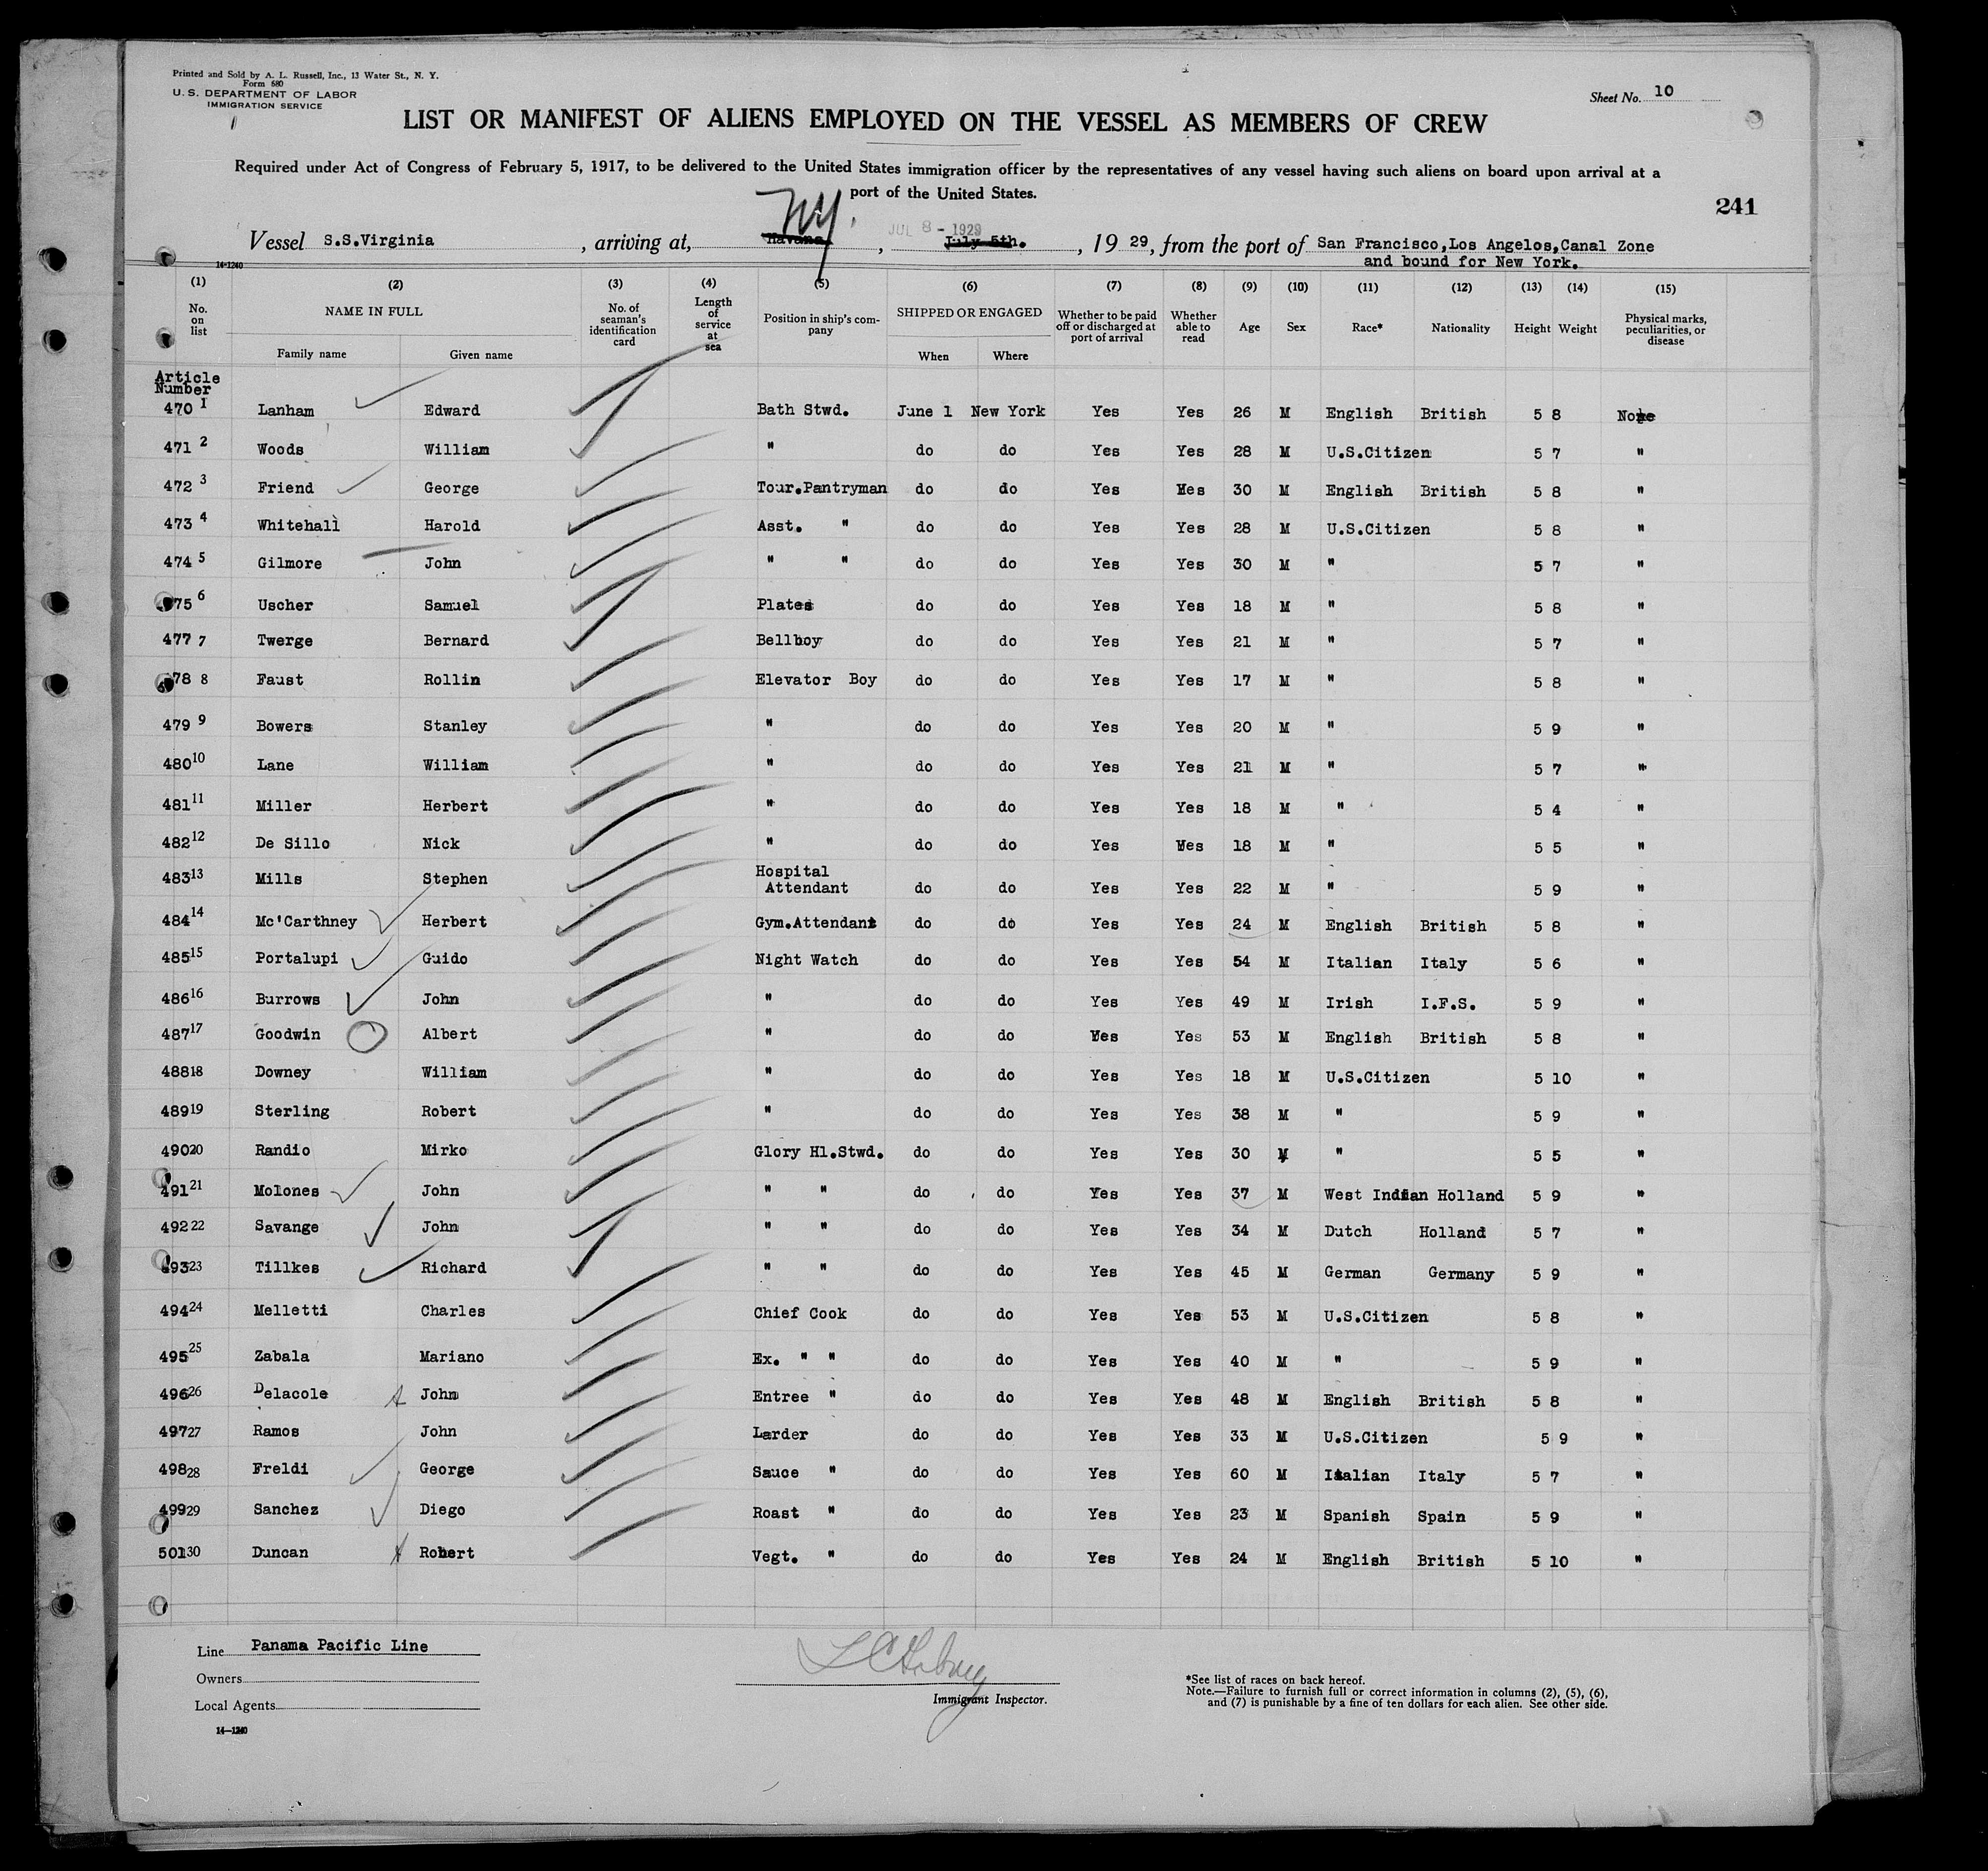 Printed and Sold by A. L. Russell, Inc., 13 Water St., N. Y.
Form 680
U. S. DEPARTMENT OF LABOR
IMMIGRATION SERVICE
Sheet No. 10
LIST OR MANIFEST OF ALIENS EMPLOYED ON THE VESSEL AS MEMBERS OF CREW
Required under Act of Congress of February 5, 1917, to be delivered to the United States immigration officer by the representatives of any vessel having such aliens on board upon arrival at a
port of the United States.
241
NY.
JUL 8 - 1929
Vessel S.S.Virginia , arriving at, Havana , July 5th. , 19 29, from the port of San Francisco,Los Angelos,Canal Zone
and bound for New York.
14-1240
(1) (2) (3) (4) (5) (6) (7) (8) (9) (10) (11) (12) (13) (14) (15)
No. on list NAME IN FULL Family name Given name No. of seaman's identification card Length of service at sea Position in ship's company SHIPPED OR ENGAGED When Where Whether to be paid off or discharged at port of arrival Whether able to read Age Sex Race* Nationality Height Weight Physical marks, peculiarities, or disease
Article
Number
470 1 Lanham Edward Bath Stwd. June 1 New York Yes Yes 26 M English British 5 8 None
471 2 Woods William " do do Yes Yes 28 M U.S.Citizen 5 7 "
472 3 Friend George Tour.Pantryman do do Yes Yes 30 M English British 5 8 "
473 4 Whitehall Harold Asst. " do do Yes Yes 28 M U.S.Citizen 5 8 "
474 5 Gilmore John " " do do Yes Yes 30 M " 5 7 "
475 6 Uscher Samuel Plates do do Yes Yes 18 M " 5 8 "
477 7 Twerge Bernard Bellboy do do Yes Yes 21 M " 5 7 "
478 8 Faust Rollin Elevator Boy do do Yes Yes 17 M " 5 8 "
479 9 Bowers Stanley " do do Yes Yes 20 M " 5 9 "
480 10 Lane William " do do Yes Yes 21 M " 5 7 "
481 11 Miller Herbert " do do Yes Yes 18 M " 5 4 "
482 12 De Sillo Nick " do do Yes Yes 18 M " 5 5 "
483 13 Mills Stephen Hospital Attendant do do Yes Yes 22 M " 5 9 "
484 14 Mc'Carthney Herbert Gym.Attendant do do Yes Yes 24 M English British 5 8 "
485 15 Portalupi Guido Night Watch do do Yes Yes 54 M Italian Italy 5 6 "
486 16 Burrows John " do do Yes Yes 49 M Irish I.F.S. 5 9 "
487 17 Goodwin Albert " do do Yes Yes 53 M English British 5 8 "
488 18 Downey William " do do Yes Yes 18 M U.S.Citizen 5 10 "
489 19 Sterling Robert " do do Yes Yes 38 M " 5 9 "
490 20 Randio Mirko Glory Hl.Stwd. do do Yes Yes 30 M " 5 5 "
491 21 Molones John " " do do Yes Yes 37 M West Indian Holland 5 9 "
492 22 Savange John " " do do Yes Yes 34 M Dutch Holland 5 7 "
493 23 Tillkes Richard " " do do Yes Yes 45 M German Germany 5 9 "
494 24 Melletti Charles Chief Cook do do Yes Yes 53 M U.S.Citizen 5 8 "
495 25 Zabala Mariano Ex. " " do do Yes Yes 40 M " 5 9 "
496 26 Delacole John Entree " do do Yes Yes 48 M English British 5 8 "
497 27 Ramos John Larder do do Yes Yes 33 M U.S.Citizen 5 9 "
498 28 Freldi George Sauce " do do Yes Yes 60 M Italian Italy 5 7 "
499 29 Sanchez Diego Roast " do do Yes Yes 23 M Spanish Spain 5 9 "
501 30 Duncan Robert Vegt. " do do Yes Yes 24 M English British 5 10 "
Line Panama Pacific Line
Owners
Local Agents
14—1240
Immigrant Inspector.
*See list of races on back hereof.
Note.—Failure to furnish full or correct information in columns (2), (5), (6),
and (7) is punishable by a fine of ten dollars for each alien. See other side.